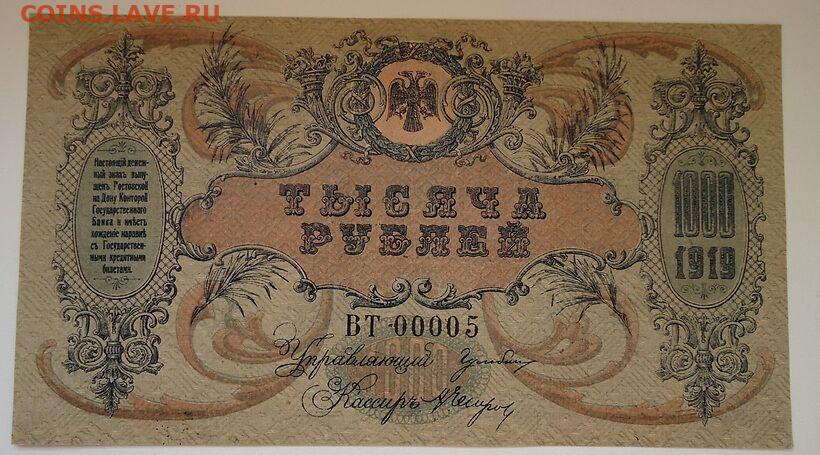 COINS.LAVE.RU
Настоящій денеж-
ный знакъ выпу-
щенъ Ростовской
на Дону Конторой
Государственнаго
Банка и имѣетъ
хожденіе наравнѣ
съ Государствен-
ными кредитными
билетами.
ТЫСЯЧА
РУБЛЕЙ
1000
1919
ВТ-00005
Управляющій
1000
Кассиръ